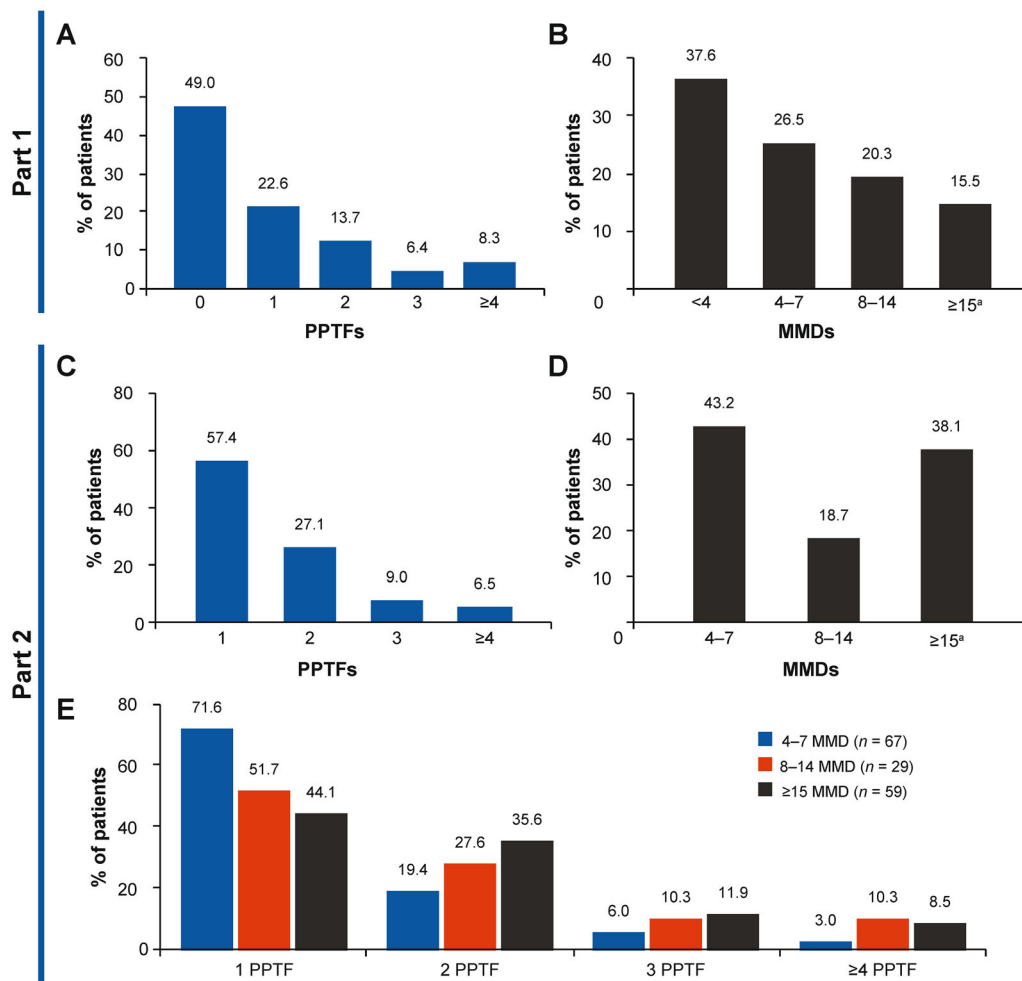 Part 1
A
% of patients
60
50
40
30
20
10
0
49.0
22.6
13.7
6.4
8.3
0 1 2 3 ≥4
PPTFs
B
% of patients
40
30
20
10
0
37.6
26.5
20.3
15.5
<4 4–7 8–14 ≥15ᵃ
MMDs
Part 2
C
% of patients
80
60
40
20
0
57.4
27.1
9.0
6.5
1 2 3 ≥4
PPTFs
D
% of patients
50
40
30
20
10
0
43.2
18.7
38.1
4–7 8–14 ≥15ᵃ
MMDs
E
% of patients
80
60
40
20
0
71.6
51.7
44.1
19.4
27.6
35.6
6.0
10.3
11.9
3.0
10.3
8.5
1 PPTF 2 PPTF 3 PPTF ≥4 PPTF
4–7 MMD (n = 67)
8–14 MMD (n = 29)
≥15 MMD (n = 59)